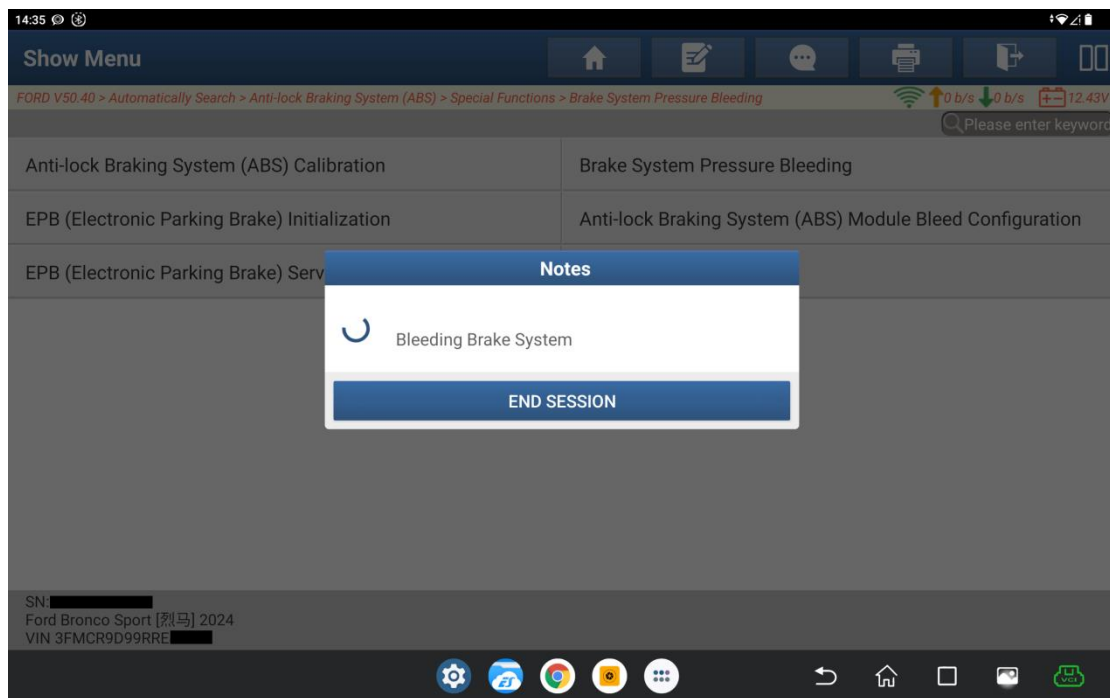 14:35
Show Menu
FORD V50.40 > Automatically Search > Anti-lock Braking System (ABS) > Special Functions > Brake System Pressure Bleeding
0 b/s 0 b/s 12.43V
Please enter keyword
Anti-lock Braking System (ABS) Calibration
Brake System Pressure Bleeding
EPB (Electronic Parking Brake) Initialization
Anti-lock Braking System (ABS) Module Bleed Configuration
EPB (Electronic Parking Brake) Serv
Notes
Bleeding Brake System
END SESSION
SN:
Ford Bronco Sport [烈马] 2024
VIN 3FMCR9D99RRE
ES
VCI